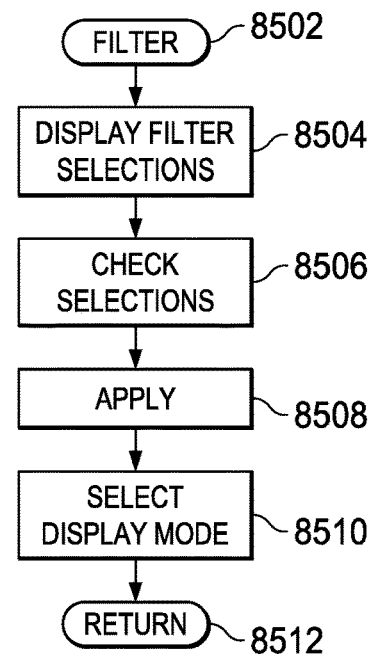 FILTER
8502
DISPLAY FILTER
SELECTIONS
8504
CHECK
SELECTIONS
8506
APPLY
8508
SELECT
DISPLAY MODE
8510
RETURN
8512